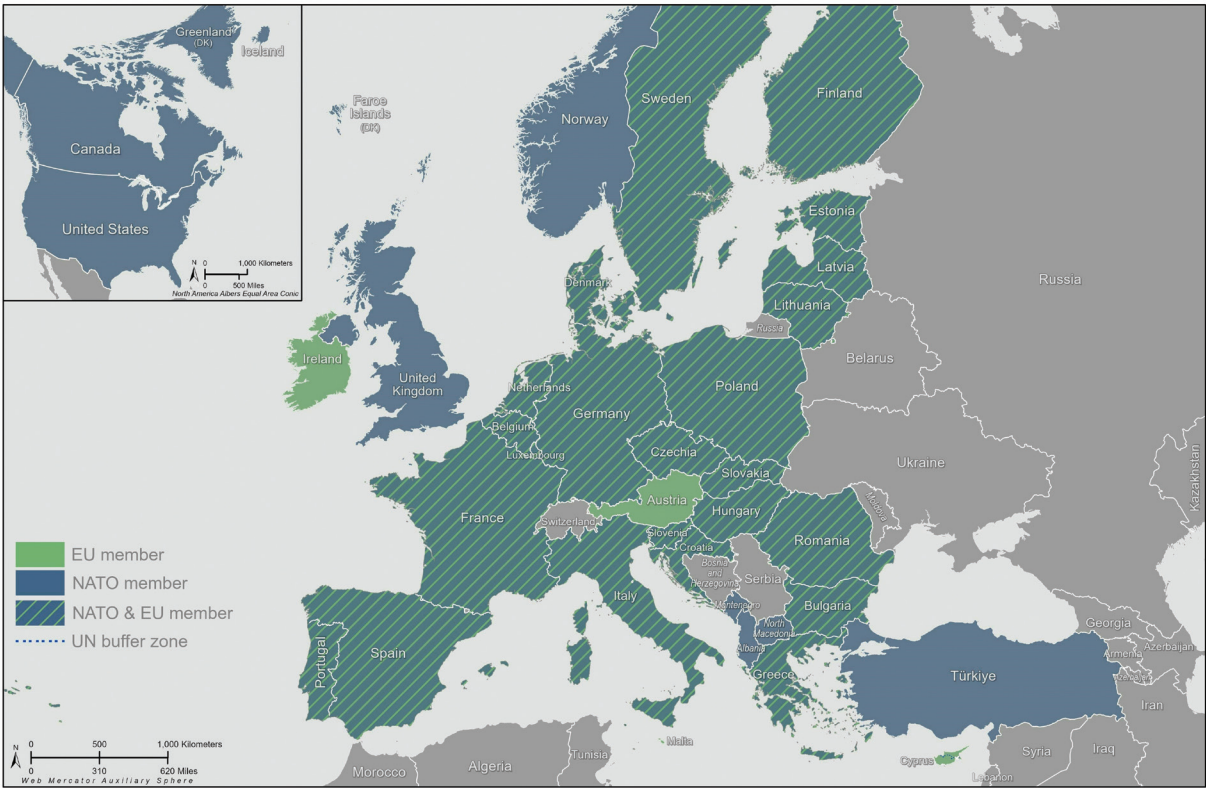 Greenland
(DK)
Iceland
Canada
United States
N
0 1,000 Kilometers
0 500 Miles
North America Albers Equal Area Conic
Faroe
Islands
(DK)
Norway
Sweden
Finland
Estonia
Latvia
Lithuania
Denmark
Russia
Russia
Belarus
Ireland
United
Kingdom
Netherlands
Poland
Germany
Belgium
Luxembourg
Czechia
Slovakia
Ukraine
Kazakhstan
Austria
Hungary
Moldova
France
Switzerland
Slovenia
Croatia
Romania
Bosnia
and
Herzegovina
Serbia
Italy
Montenegro
Bulgaria
North
Macedonia
Albania
Georgia
Armenia
Azerbaijan
Azerbaijan
Portugal
Spain
Greece
Türkiye
Iran
Malta
Cyprus
Syria
Iraq
Lebanon
Morocco
Algeria
Tunisia
EU member
NATO member
NATO & EU member
UN buffer zone
N
0 500 1,000 Kilometers
0 310 620 Miles
Web Mercator Auxiliary Sphere